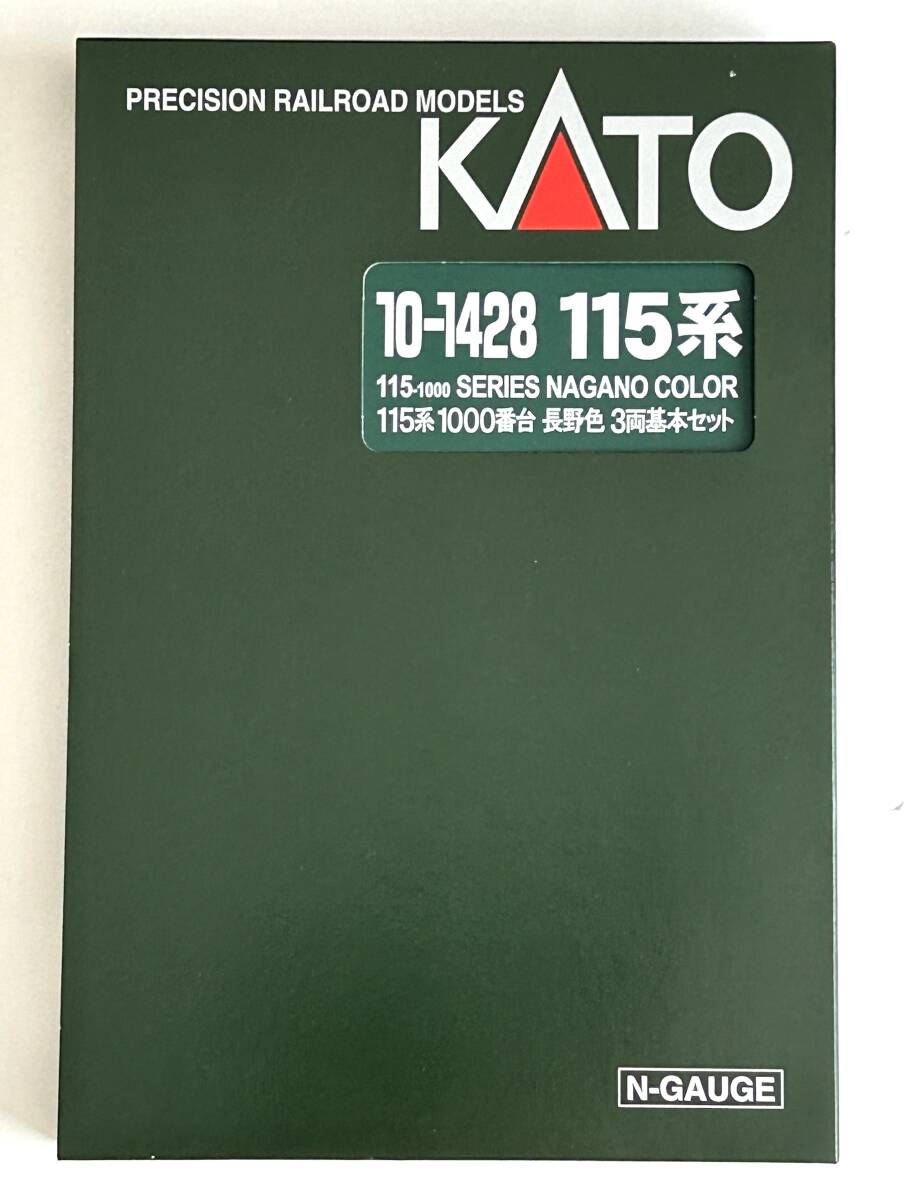 PRECISION RAILROAD MODELS
KATO
10-1428 115系
115-1000 SERIES NAGANO COLOR
115系 1000番台 長野色 3両基本セット
N-GAUGE